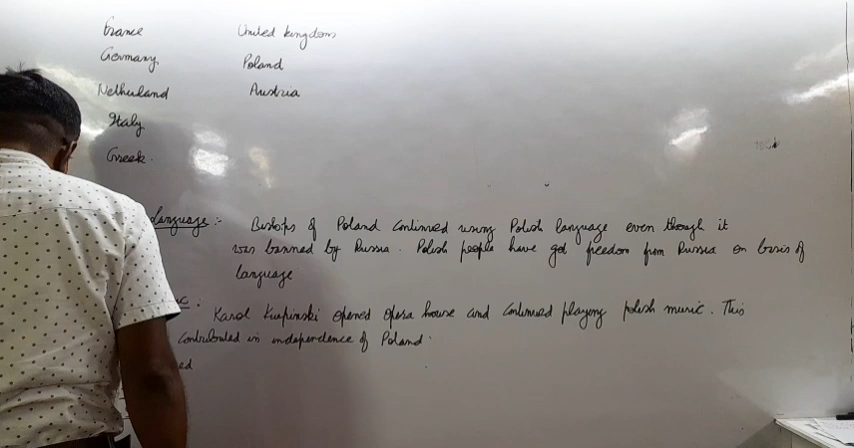 France United kingdom
Germany Poland
Netherland Austria
Italy
Greek.
Language :- Bishops of Poland continued using Polish language even though it
was banned by Russia. Polish people have got freedom from Russia on basis of
language
Karol Kurpinski opened opera house and continued playing polish music. This
contributed in independence of Poland.
ed